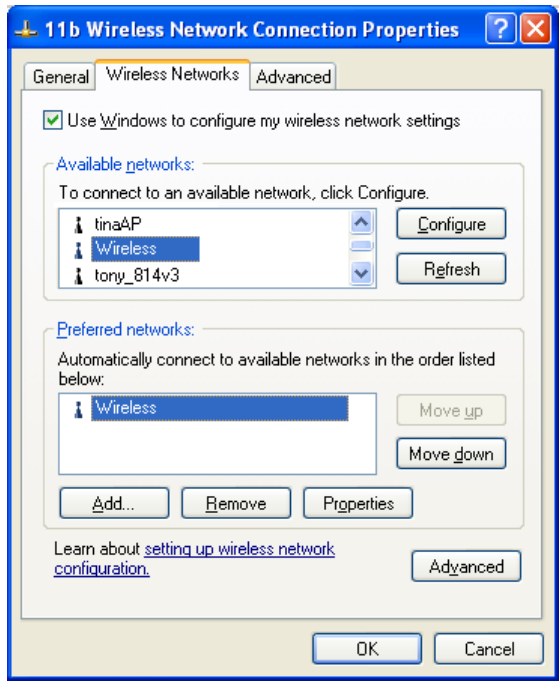 11b Wireless Network Connection Properties
General Wireless Networks Advanced
Use Windows to configure my wireless network settings
Available networks:
To connect to an available network, click Configure.
tinaAP
Wireless
tony_814v3
Configure
Refresh
Preferred networks:
Automatically connect to available networks in the order listed
below:
Wireless
Move up
Move down
Add... Remove Properties
Learn about setting up wireless network
configuration.
Advanced
OK Cancel